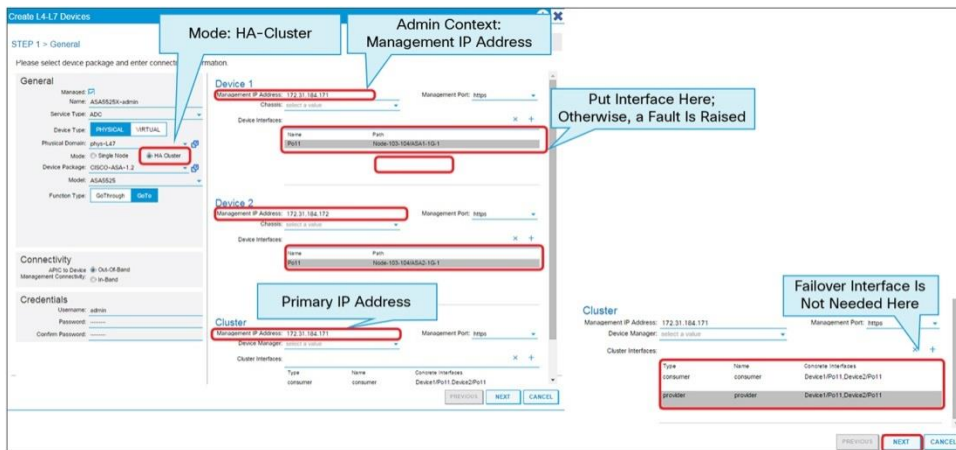 Create L4-L7 Devices
STEP 1 > General
Please select device package and enter connectivity information.
Mode: HA-Cluster
Admin Context:
Management IP Address
Put Interface Here;
Otherwise, a Fault Is Raised
General
Managed:
Name: ASA5525X-admin
Service Type: ADC
Device Type: PHYSICAL VIRTUAL
Physical Domain: phys-L47
Mode: Single Node HA Cluster
Device Package: CISCO-ASA-1.2
Model: ASA5525
Function Type: GoThrough GoTo
Connectivity
APIC to Device Management Connectivity: Out-Of-Band
In-Band
Credentials
Username: admin
Password:
Confirm Password:
Device 1
Management IP Address: 172.31.184.171 Management Port: https
Chassis: select a value
Device Interfaces:
Name Path
Po11 Node-103-104/ASA1-1G-1
Device 2
Management IP Address: 172.31.184.172 Management Port: https
Chassis: select a value
Device Interfaces:
Name Path
Po11 Node-103-104/ASA2-1G-1
Primary IP Address
Cluster
Management IP Address: 172.31.184.171 Management Port: https
Device Manager: select a value
Cluster Interfaces:
Type Name Concrete Interfaces
consumer consumer Device1/Po11,Device2/Po11
PREVIOUS NEXT CANCEL
Failover Interface Is
Not Needed Here
Cluster
Management IP Address: 172.31.184.171 Management Port: https
Device Manager: select a value
Cluster Interfaces:
Type Name Concrete Interfaces
consumer consumer Device1/Po11,Device2/Po11
provider provider Device1/Po11,Device2/Po11
PREVIOUS NEXT CANCEL